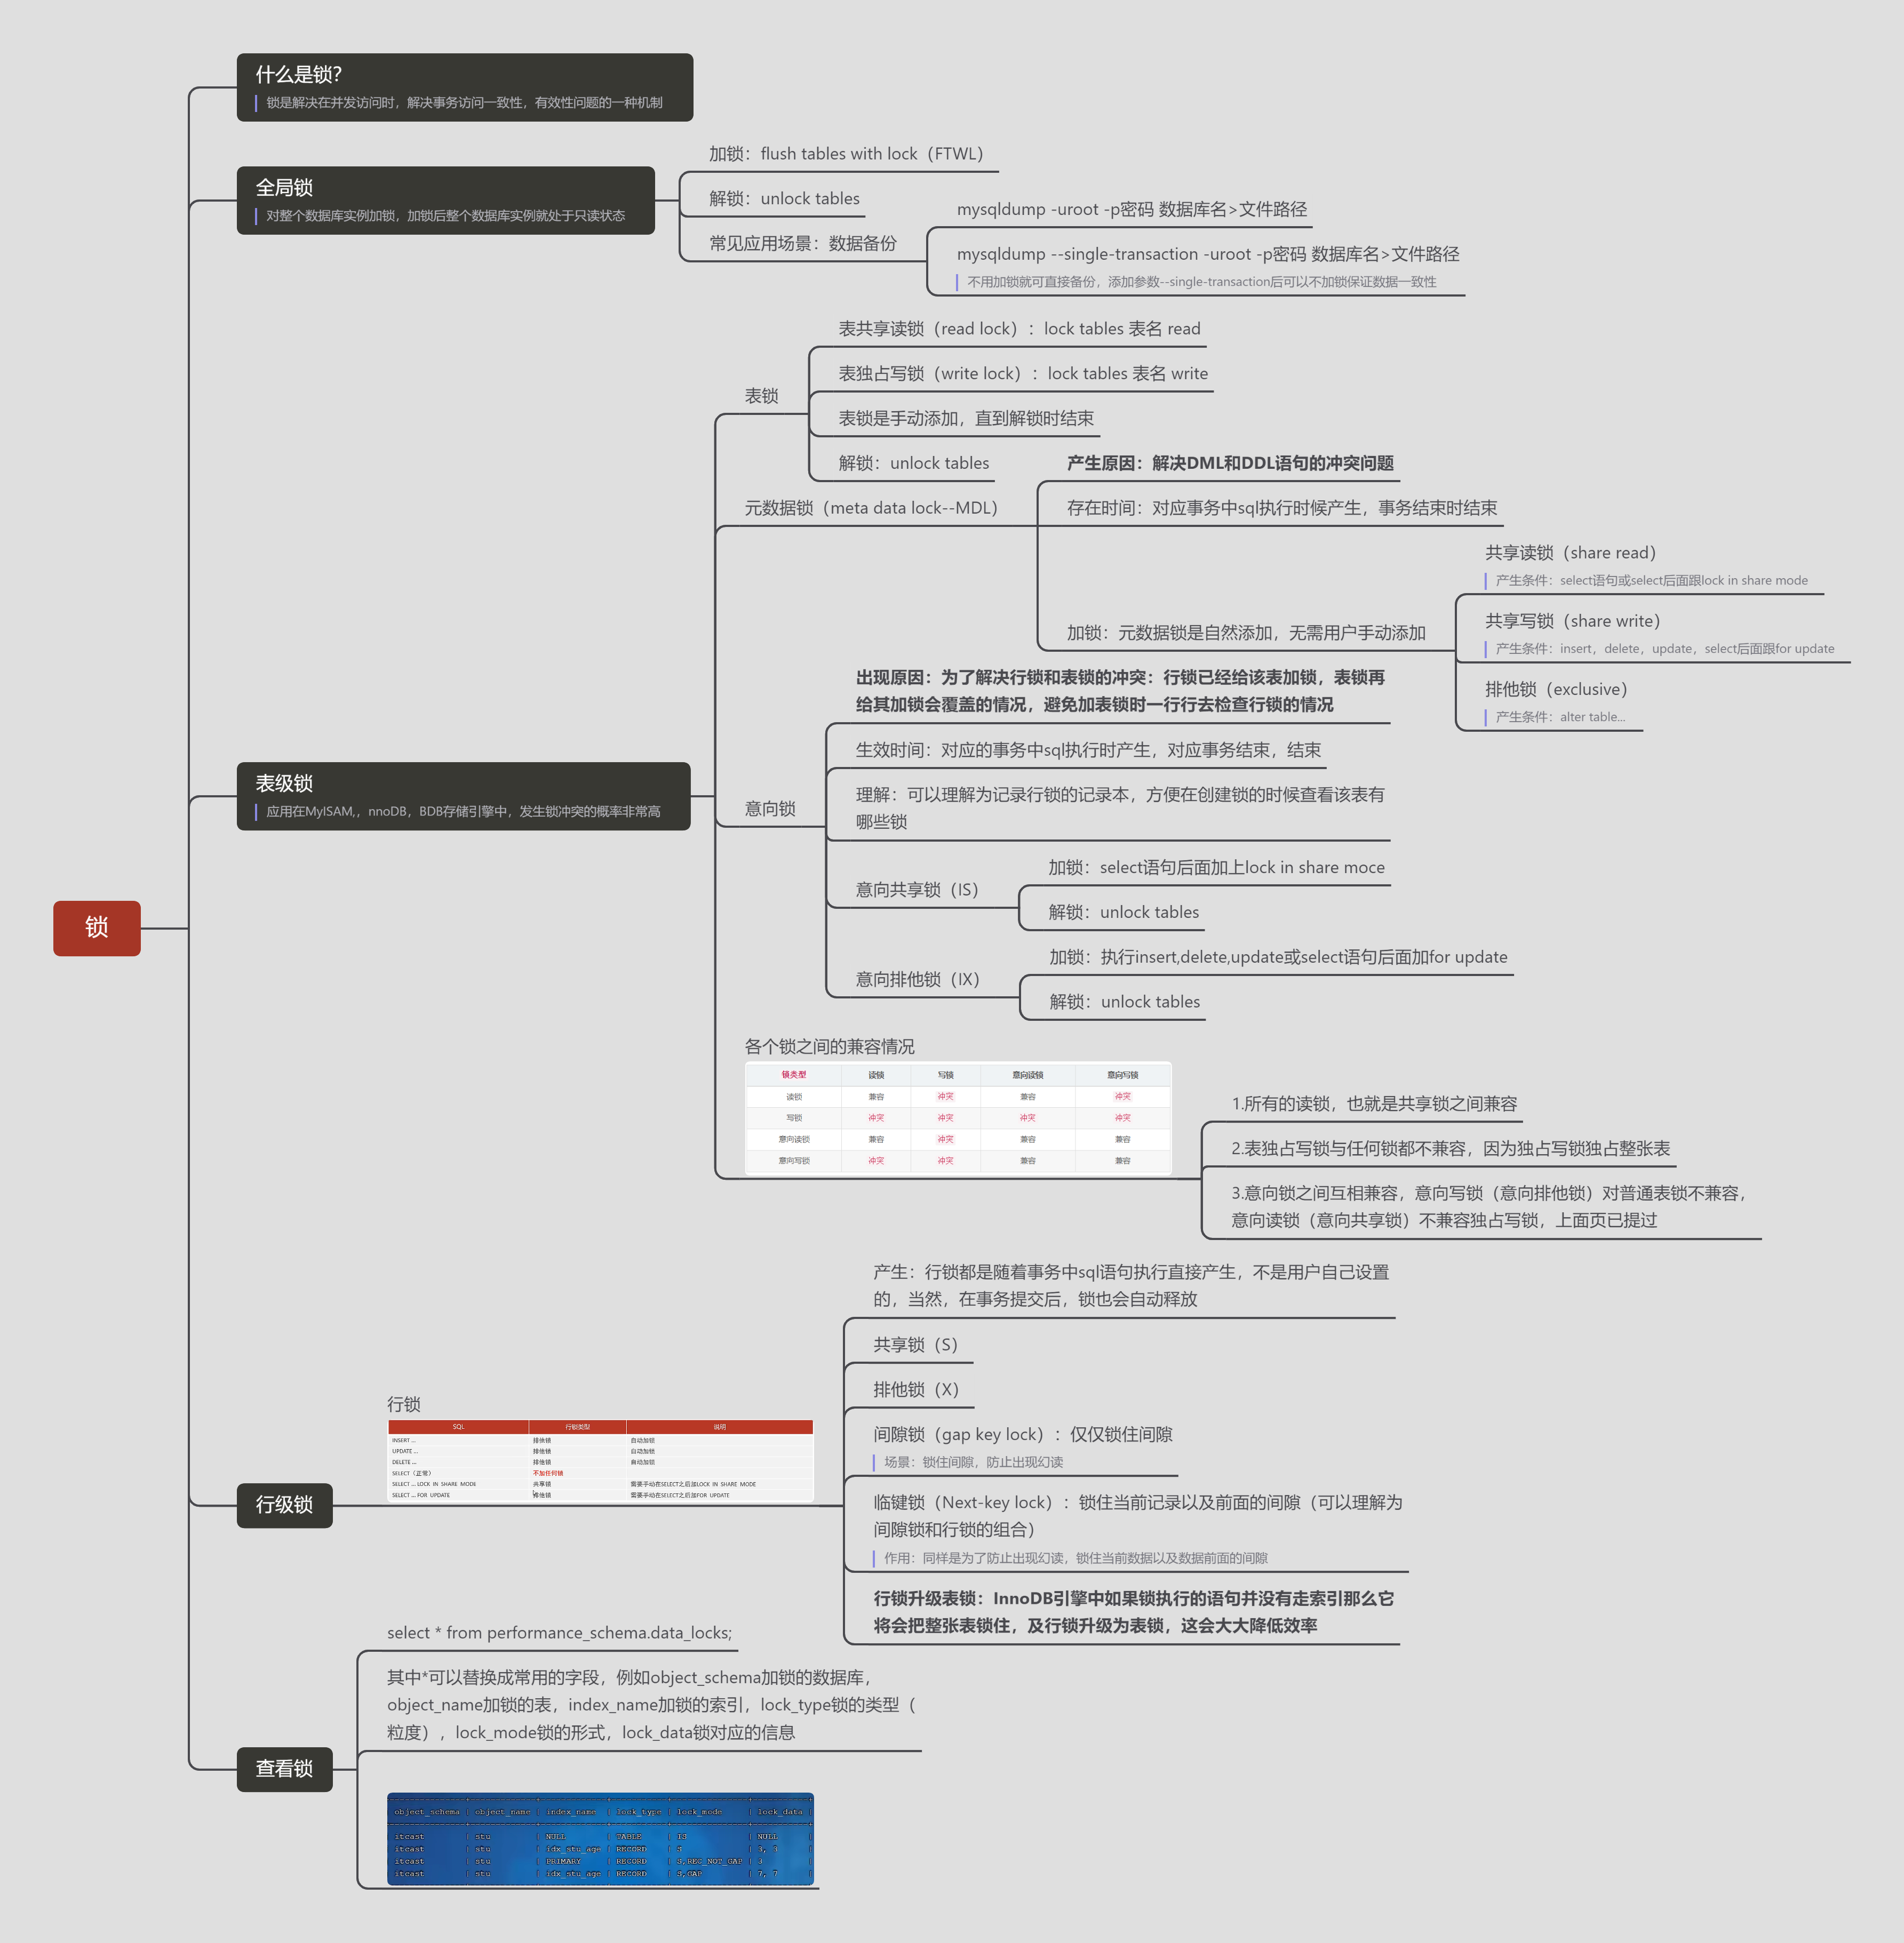 什么是锁？
锁是解决在并发访问时，解决事务访问一致性，有效性问题的一种机制
全局锁
对整个数据库实例加锁，加锁后整个数据库实例就处于只读状态
加锁：flush tables with lock（FTWL）
解锁：unlock tables
常见应用场景：数据备份
mysqldump -uroot -p密码 数据库名>文件路径
mysqldump --single-transaction -uroot -p密码 数据库名>文件路径
不用加锁就可直接备份，添加参数--single-transaction后可以不加锁保证数据一致性
锁
表级锁
应用在MyISAM,，nnoDB，BDB存储引擎中，发生锁冲突的概率非常高
表锁
表共享读锁（read lock）：lock tables 表名 read
表独占写锁（write lock）：lock tables 表名 write
表锁是手动添加，直到解锁时结束
解锁：unlock tables
元数据锁（meta data lock--MDL）
产生原因：解决DML和DDL语句的冲突问题
存在时间：对应事务中sql执行时候产生，事务结束时结束
加锁：元数据锁是自然添加，无需用户手动添加
共享读锁（share read）
产生条件：select语句或select后面跟lock in share mode
共享写锁（share write）
产生条件：insert，delete，update，select后面跟for update
排他锁（exclusive）
产生条件：alter table...
意向锁
出现原因：为了解决行锁和表锁的冲突：行锁已经给该表加锁，表锁再
给其加锁会覆盖的情况，避免加表锁时一行行去检查行锁的情况
生效时间：对应的事务中sql执行时产生，对应事务结束，结束
理解：可以理解为记录行锁的记录本，方便在创建锁的时候查看该表有
哪些锁
意向共享锁（IS）
加锁：select语句后面加上lock in share moce
解锁：unlock tables
意向排他锁（IX）
加锁：执行insert,delete,update或select语句后面加for update
解锁：unlock tables
各个锁之间的兼容情况
锁类型 读锁 写锁 意向读锁 意向写锁
读锁 兼容 冲突 兼容 冲突
写锁 冲突 冲突 冲突 冲突
意向读锁 兼容 冲突 兼容 兼容
意向写锁 冲突 冲突 兼容 兼容
1.所有的读锁，也就是共享锁之间兼容
2.表独占写锁与任何锁都不兼容，因为独占写锁独占整张表
3.意向锁之间互相兼容，意向写锁（意向排他锁）对普通表锁不兼容，
意向读锁（意向共享锁）不兼容独占写锁，上面页已提过
行级锁
行锁
SQL 行锁类型 说明
INSERT ... 排他锁 自动加锁
UPDATE ... 排他锁 自动加锁
DELETE ... 排他锁 自动加锁
SELECT（正常） 不加任何锁
SELECT ... LOCK IN SHARE MODE 共享锁 需要手动在SELECT之后加LOCK IN SHARE MODE
SELECT ... FOR UPDATE 排他锁 需要手动在SELECT之后加FOR UPDATE
产生：行锁都是随着事务中sql语句执行直接产生，不是用户自己设置
的，当然，在事务提交后，锁也会自动释放
共享锁（S）
排他锁（X）
间隙锁（gap key lock）：仅仅锁住间隙
场景：锁住间隙，防止出现幻读
临键锁（Next-key lock）：锁住当前记录以及前面的间隙（可以理解为
间隙锁和行锁的组合）
作用：同样是为了防止出现幻读，锁住当前数据以及数据前面的间隙
行锁升级表锁：InnoDB引擎中如果锁执行的语句并没有走索引那么它
将会把整张表锁住，及行锁升级为表锁，这会大大降低效率
查看锁
select * from performance_schema.data_locks;
其中*可以替换成常用的字段，例如object_schema加锁的数据库，
object_name加锁的表，index_name加锁的索引，lock_type锁的类型（
粒度），lock_mode锁的形式，lock_data锁对应的信息
object_schema | object_name | index_name | lock_type | lock_mode | lock_data
itcast | stu | NULL | TABLE | IS | NULL
itcast | stu | idx_stu_age | RECORD | S | 3, 3
itcast | stu | PRIMARY | RECORD | S,REC_NOT_GAP | 3
itcast | stu | idx_stu_age | RECORD | S,GAP | 7, 7